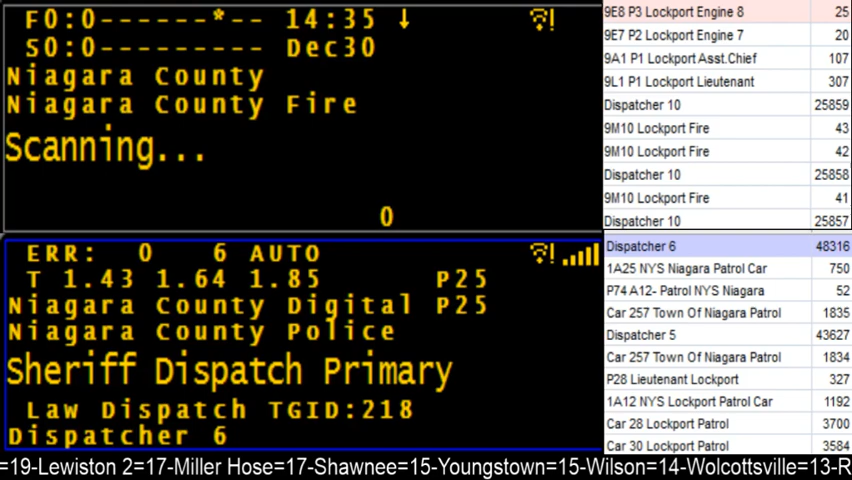 F0:0------*-- 14:35 ↓
S0:0--------- Dec30
Niagara County
Niagara County Fire
Scanning...
0
9E8 P3 Lockport Engine 8 25
9E7 P2 Lockport Engine 7 20
9A1 P1 Lockport Asst.Chief 107
9L1 P1 Lockport Lieutenant 307
Dispatcher 10 25859
9M10 Lockport Fire 43
9M10 Lockport Fire 42
Dispatcher 10 25858
9M10 Lockport Fire 41
Dispatcher 10 25857
ERR: 0 6 AUTO
T 1.43 1.64 1.85 P25
Niagara County Digital P25
Niagara County Police
Sheriff Dispatch Primary
Law Dispatch TGID:218
Dispatcher 6
Dispatcher 6 48316
1A25 NYS Niagara Patrol Car 750
P74 A12- Patrol NYS Niagara 52
Car 257 Town Of Niagara Patrol 1835
Dispatcher 5 43627
Car 257 Town Of Niagara Patrol 1834
P28 Lieutenant Lockport 327
1A12 NYS Lockport Patrol Car 1192
Car 28 Lockport Patrol 3700
Car 30 Lockport Patrol 3584
=19-Lewiston 2=17-Miller Hose=17-Shawnee=15-Youngstown=15-Wilson=14-Wolcottsville=13-R